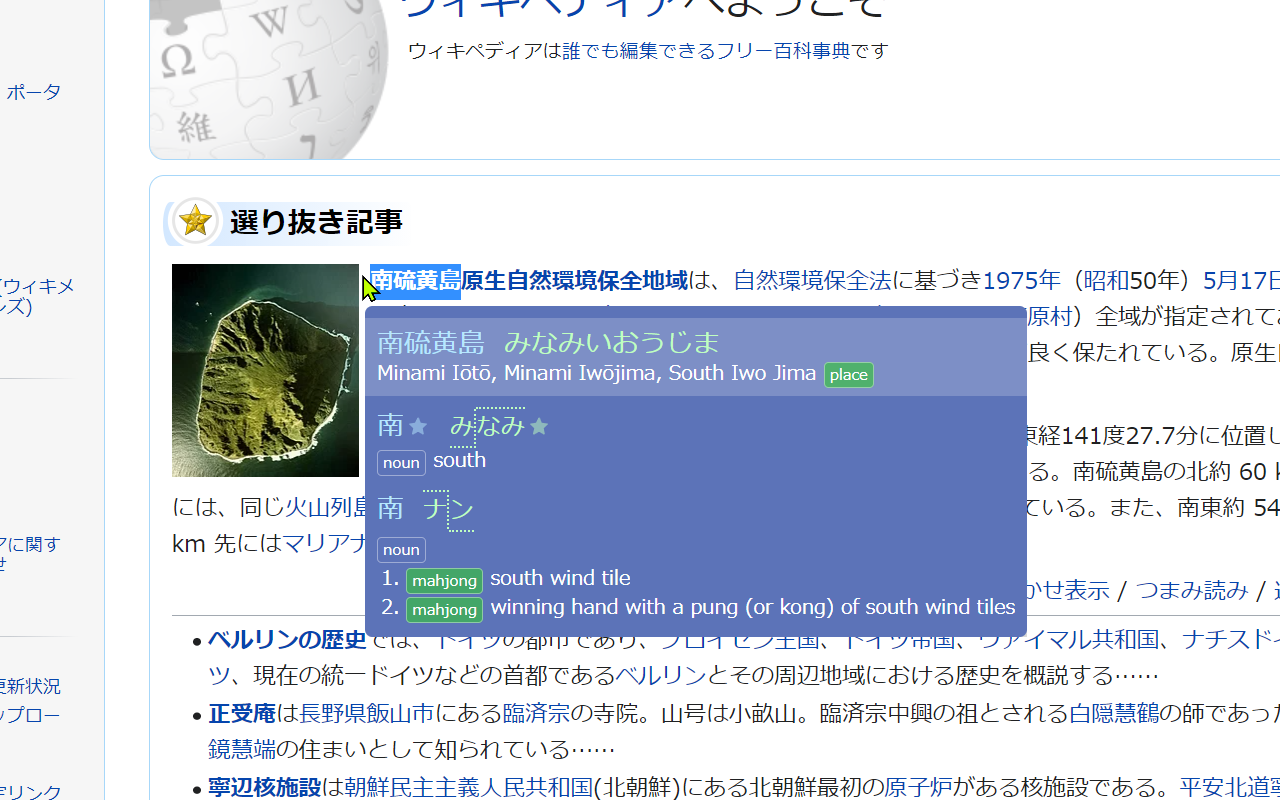 ウィキペディアへようこそ
ウィキペディアは誰でも編集できるフリー百科事典です
Ω W
И
維
7
ポータ
(ウィキメ
ンズ)
アに関す
せ
更新状況
ップロー
定リンク
選り抜き記事
南硫黄島原生自然環境保全地域は、自然環境保全法に基づき1975年（昭和50年）5月17日
原村）全域が指定されてお
良く保たれている。原生
東経141度27.7分に位置し
る。南硫黄島の北約 60 k
には、同じ火山列島
ている。また、南東約 54
km 先にはマリアナ
かせ表示 / つまみ読み /
南硫黄島 みなみいおうじま
Minami Iōtō, Minami Iwōjima, South Iwo Jima place
南 みなみ
noun south
南 ナン
noun
1. mahjong south wind tile
2. mahjong winning hand with a pung (or kong) of south wind tiles
• ベルリンの歴史では、ドイツの都市であり、プロイセン王国、ドイツ帝国、ヴァイマル共和国、ナチスドイ
ツ、現在の統一ドイツなどの首都であるベルリンとその周辺地域における歴史を概説する……
• 正受庵は長野県飯山市にある臨済宗の寺院。山号は小畝山。臨済宗中興の祖とされる白隠慧鶴の師であった
鏡慧端の住まいとして知られている……
• 寧辺核施設は朝鮮民主主義人民共和国(北朝鮮)にある北朝鮮最初の原子炉がある核施設である。平安北道寧